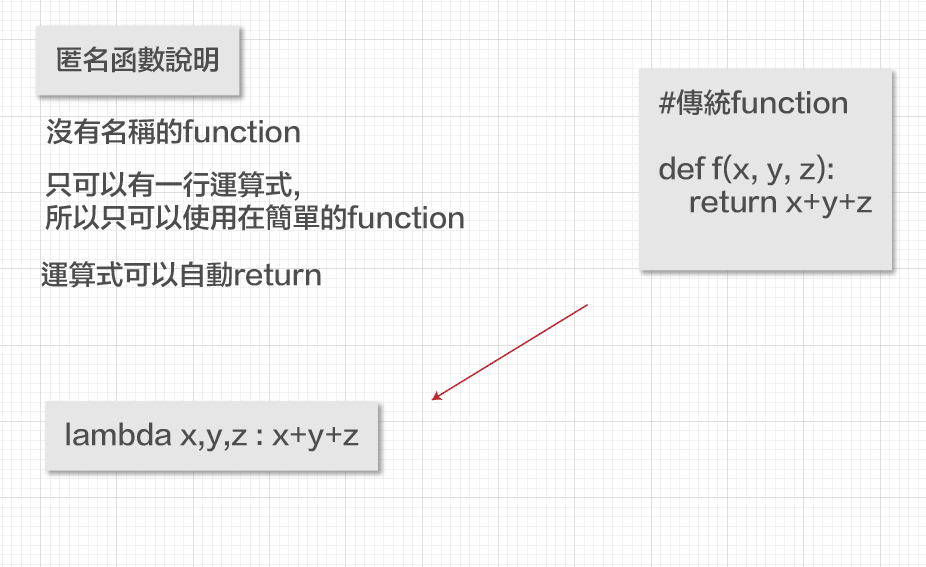 匿名函數說明
沒有名稱的function
只可以有一行運算式,
所以只可以使用在簡單的function
運算式可以自動return
#傳統function
def f(x, y, z):
return x+y+z
lambda x,y,z : x+y+z